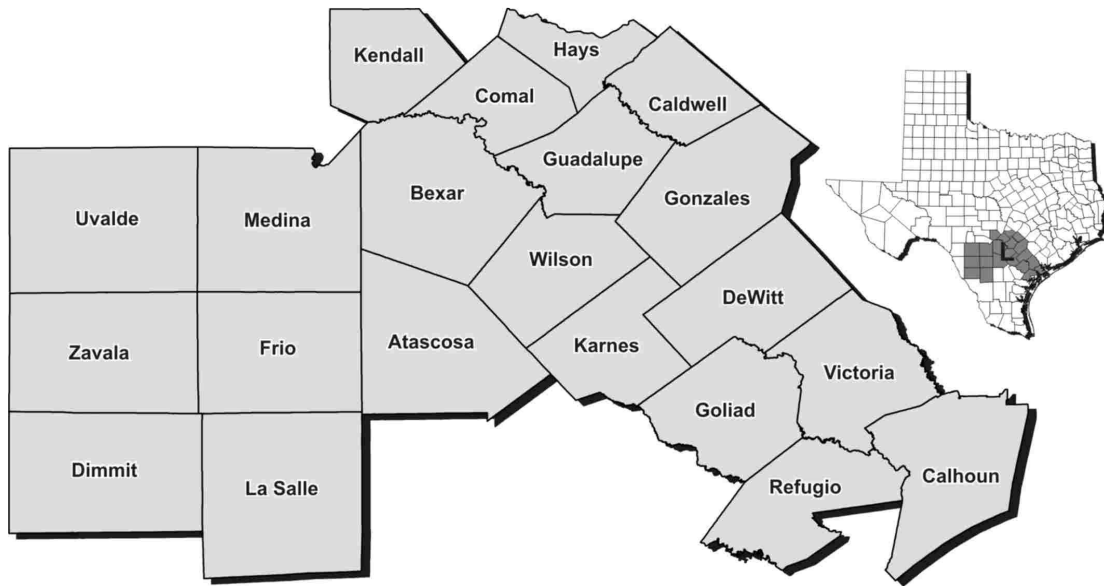 Kendall
Hays
Comal
Caldwell
Guadalupe
Bexar
Gonzales
Uvalde
Medina
Wilson
DeWitt
Zavala
Frio
Atascosa
Karnes
Victoria
Goliad
Dimmit
La Salle
Refugio
Calhoun
L